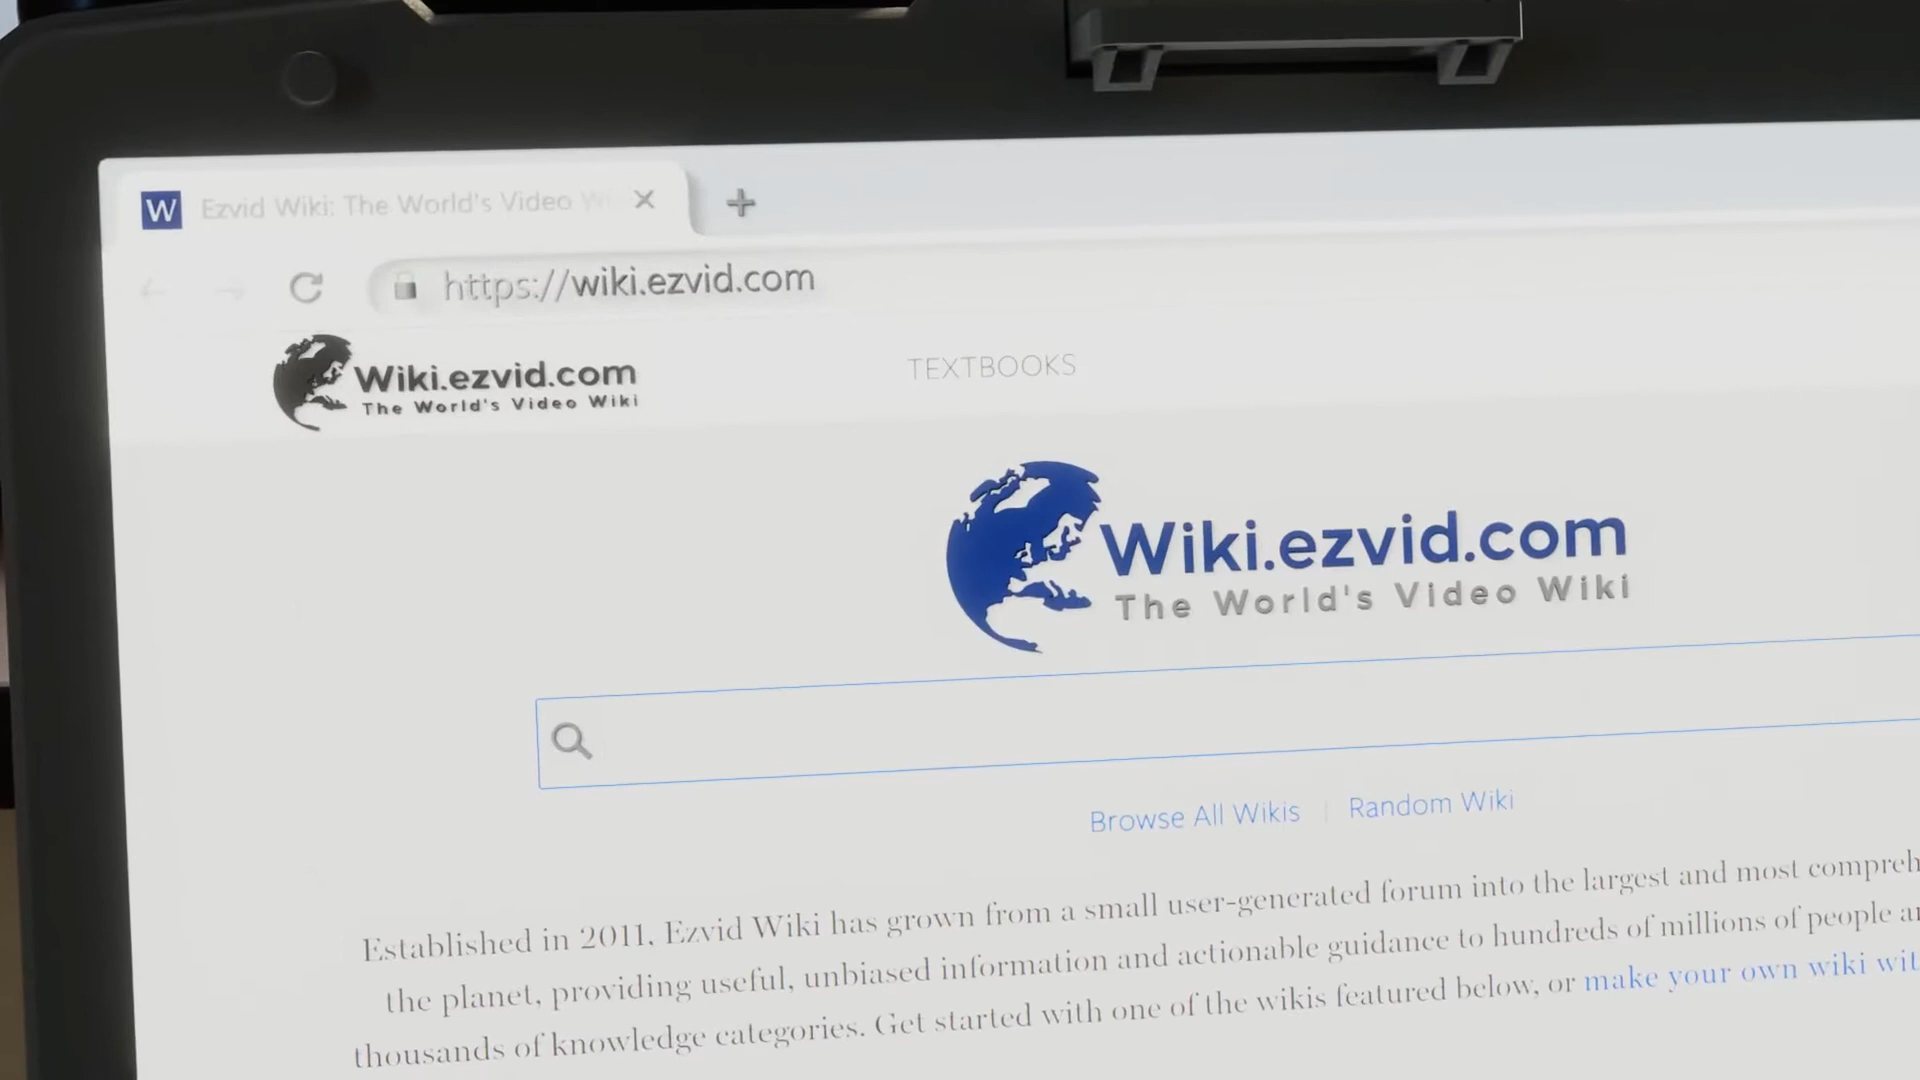 W Ezvid Wiki: The World's Video
https://wiki.ezvid.com
Wiki.ezvid.com
The World's Video Wiki
TEXTBOOKS
Wiki.ezvid.com
The World's Video Wiki
Browse All Wikis | Random Wiki
Established in 2011, Ezvid Wiki has grown from a small user-generated forum into the largest and most compreh
the planet, providing useful, unbiased information and actionable guidance to hundreds of millions of people
thousands of knowledge categories. Get started with one of the wikis featured below, or make your own wiki